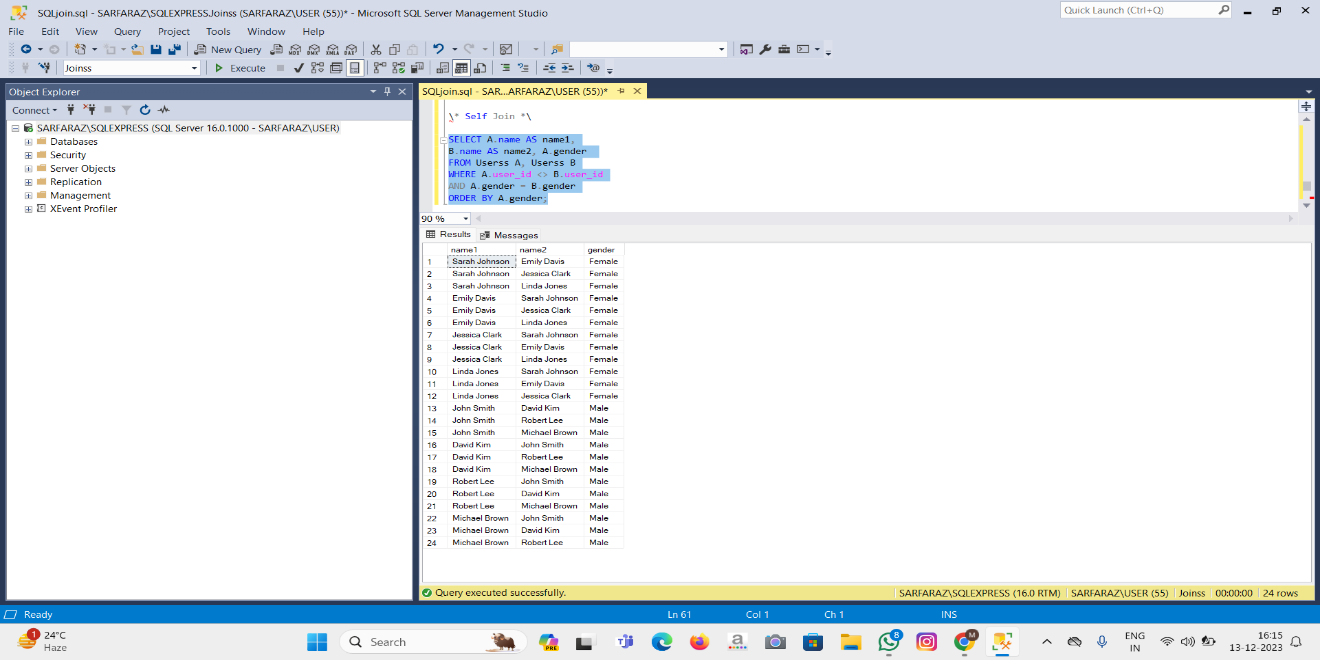 SQLjoin.sql - SARFARAZ\SQLEXPRESSJoinss (SARFARAZ\USER (55))* - Microsoft SQL Server Management Studio
Quick Launch (Ctrl+Q)
File Edit View Query Project Tools Window Help
New Query
MDX DMX XMLA DAX
Joinss Execute
Object Explorer
SQLjoin.sql - SAR...ARFARAZ\USER (55))*
Connect
SARFARAZ\SQLEXPRESS (SQL Server 16.0.1000 - SARFARAZ\USER)
Databases
Security
Server Objects
Replication
Management
XEvent Profiler
\* Self Join *\
SELECT A.name AS name1,
B.name AS name2, A.gender
FROM Userss A, Userss B
WHERE A.user_id <> B.user_id
AND A.gender = B.gender
ORDER BY A.gender;
90 %
Results Messages
name1 name2 gender
1 Sarah Johnson Emily Davis Female
2 Sarah Johnson Jessica Clark Female
3 Sarah Johnson Linda Jones Female
4 Emily Davis Sarah Johnson Female
5 Emily Davis Jessica Clark Female
6 Emily Davis Linda Jones Female
7 Jessica Clark Sarah Johnson Female
8 Jessica Clark Emily Davis Female
9 Jessica Clark Linda Jones Female
10 Linda Jones Sarah Johnson Female
11 Linda Jones Emily Davis Female
12 Linda Jones Jessica Clark Female
13 John Smith David Kim Male
14 John Smith Robert Lee Male
15 John Smith Michael Brown Male
16 David Kim John Smith Male
17 David Kim Robert Lee Male
18 David Kim Michael Brown Male
19 Robert Lee John Smith Male
20 Robert Lee David Kim Male
21 Robert Lee Michael Brown Male
22 Michael Brown John Smith Male
23 Michael Brown David Kim Male
24 Michael Brown Robert Lee Male
Query executed successfully. SARFARAZ\SQLEXPRESS (16.0 RTM) SARFARAZ\USER (55) Joinss 00:00:00 24 rows
Ready Ln 61 Col 1 Ch 1 INS
1 24°C
Haze
Search
PRE
a
8
M
ENG
IN
16:15
13-12-2023